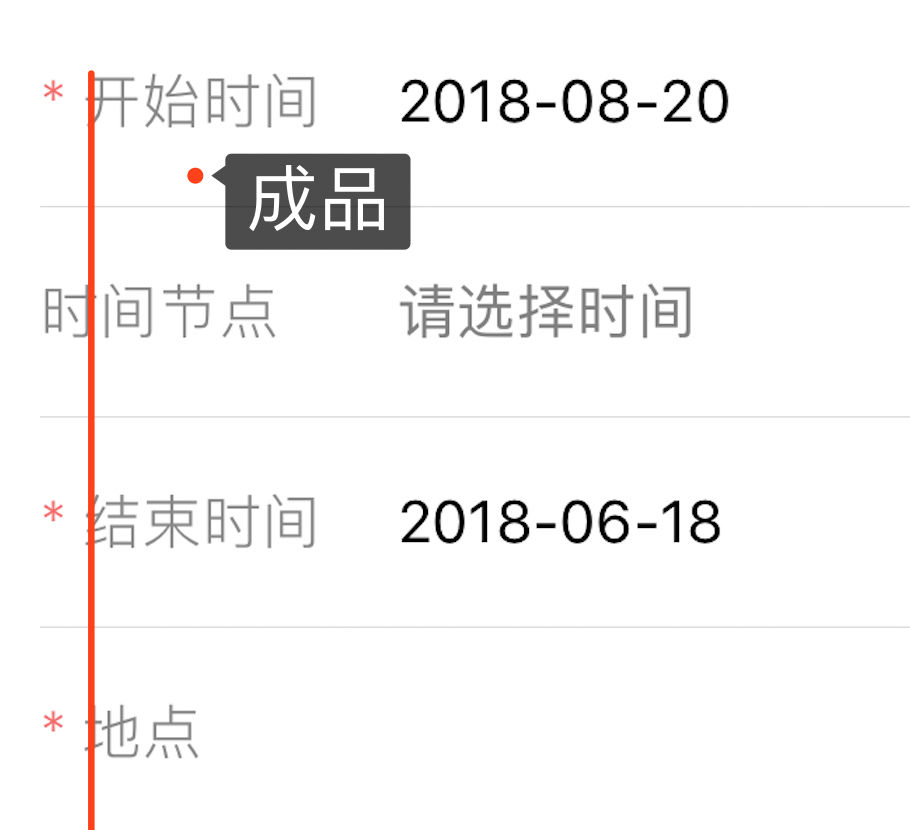 * 开始时间 2018-08-20
成品
时间节点 请选择时间
* 结束时间 2018-06-18
* 地点